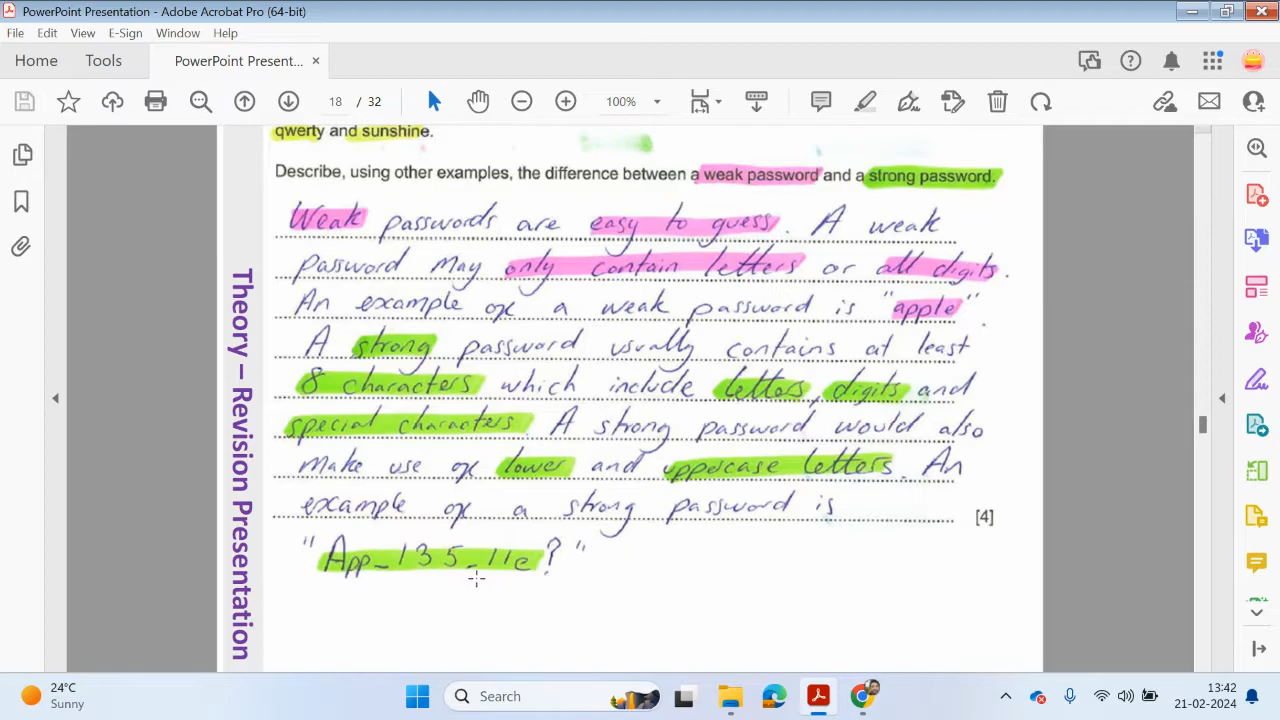 PowerPoint Presentation - Adobe Acrobat Pro (64-bit)
File Edit View E-Sign Window Help
Home Tools PowerPoint Present... ×
18 / 32 100%
qwerty and sunshine.
Describe, using other examples, the difference between a weak password and a strong password.
Weak passwords are easy to guess. A weak
Password may only contain letters or all digits.
An example of a weak password is "apple".
A strong password usually contains at least
8 characters which include letters, digits and
special characters. A strong password would also
make use of lower and uppercase letters. An
example of a strong password is
[4]
"App_135_11e?"
Theory – Revision Presentation
24°C
Sunny
Search
13:42
21-02-2024